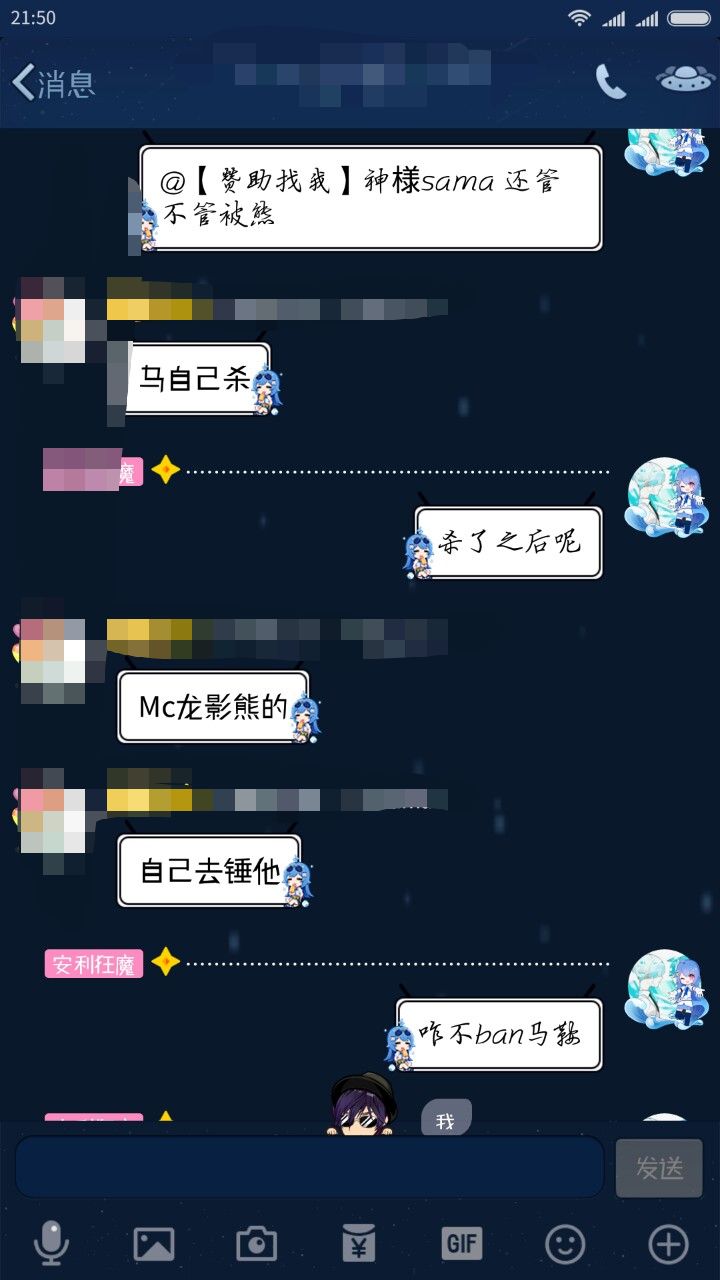 21:50
消息
@【赞助找我】神様sama 还管
不管被熊
马自己杀
魔
杀了之后呢
Mc龙影熊的
自己去锤他
安利狂魔
咋不ban马鞍
我
发送
GIF